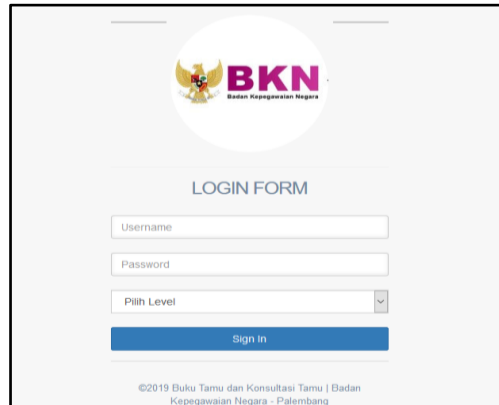 BKN
Badan Kepegawaian Negara
LOGIN FORM
Username
Password
Pilih Level
Sign In
©2019 Buku Tamu dan Konsultasi Tamu | Badan
Kepegawaian Negara - Palembang